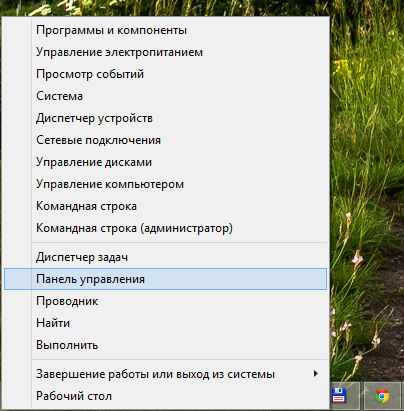 Программы и компоненты
Управление электропитанием
Просмотр событий
Система
Диспетчер устройств
Сетевые подключения
Управление дисками
Управление компьютером
Командная строка
Командная строка (администратор)
Диспетчер задач
Панель управления
Проводник
Найти
Выполнить
Завершение работы или выход из системы
Рабочий стол